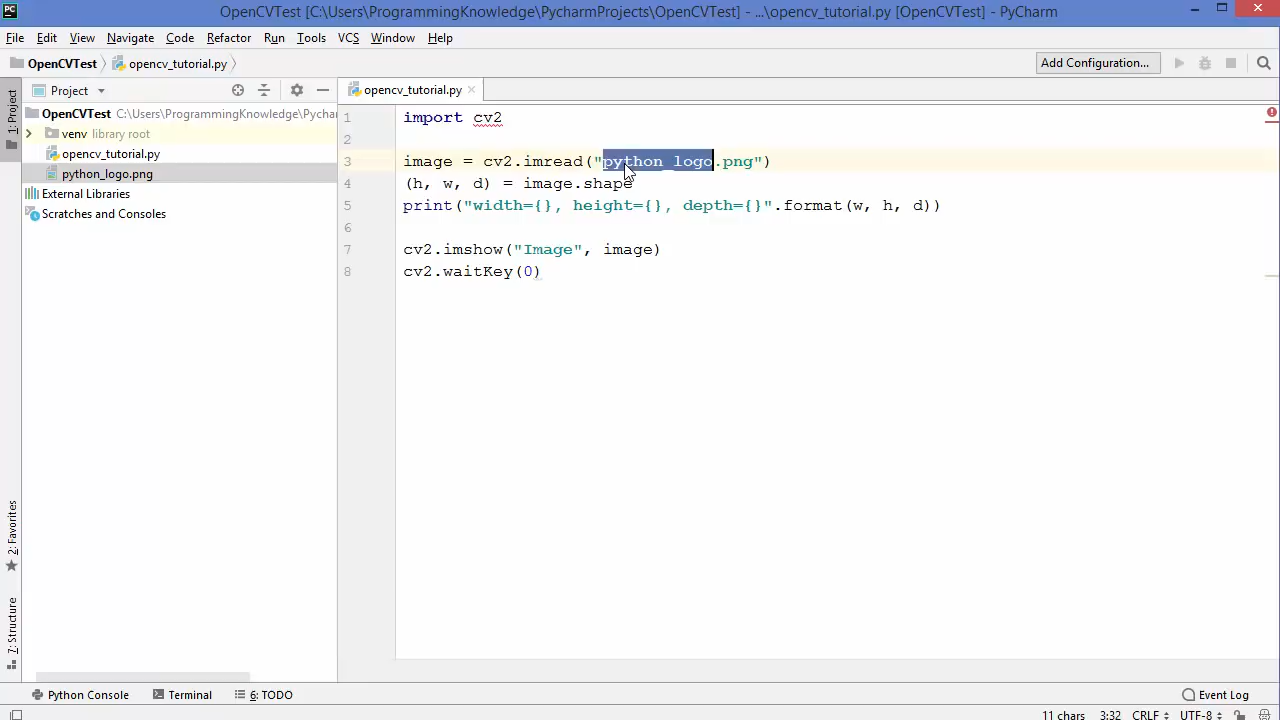 PC OpenCVTest [C:\Users\ProgrammingKnowledge\PycharmProjects\OpenCVTest] - ...\opencv_tutorial.py [OpenCVTest] - PyCharm
File Edit View Navigate Code Refactor Run Tools VCS Window Help
OpenCVTest opencv_tutorial.py Add Configuration...
1: Project
Project
OpenCVTest C:\Users\ProgrammingKnowledge\Pychar
venv library root
opencv_tutorial.py
python_logo.png
External Libraries
Scratches and Consoles
2: Favorites
7: Structure
opencv_tutorial.py
1 import cv2
2
3 image = cv2.imread("python_logo.png")
4 (h, w, d) = image.shape
5 print("width={}, height={}, depth={}".format(w, h, d))
6
7 cv2.imshow("Image", image)
8 cv2.waitKey(0)
Python Console Terminal 6: TODO Event Log
11 chars 3:32 CRLF UTF-8